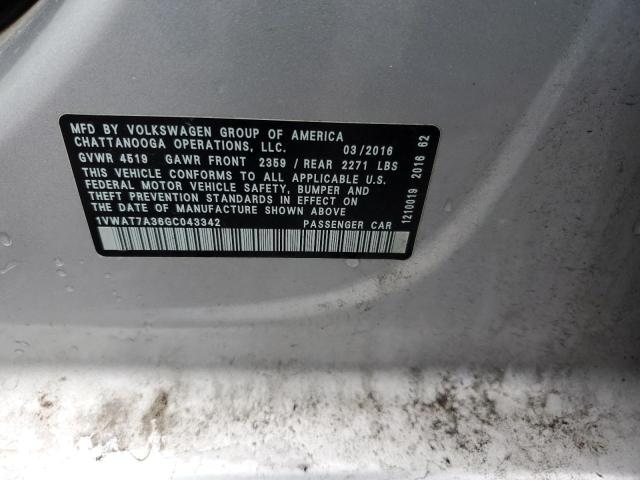 MFD BY VOLKSWAGEN GROUP OF AMERICA
CHATTANOOGA OPERATIONS, LLC. 03/2016
GVWR 4519 GAWR FRONT 2359 / REAR 2271 LBS
THIS VEHICLE CONFORMS TO ALL APPLICABLE U.S.
FEDERAL MOTOR VEHICLE SAFETY, BUMPER AND
THEFT PREVENTION STANDARDS IN EFFECT ON
THE DATE OF MANUFACTURE SHOWN ABOVE.
1VWAT7A36GC043342 PASSENGER CAR
1210019 2016 62